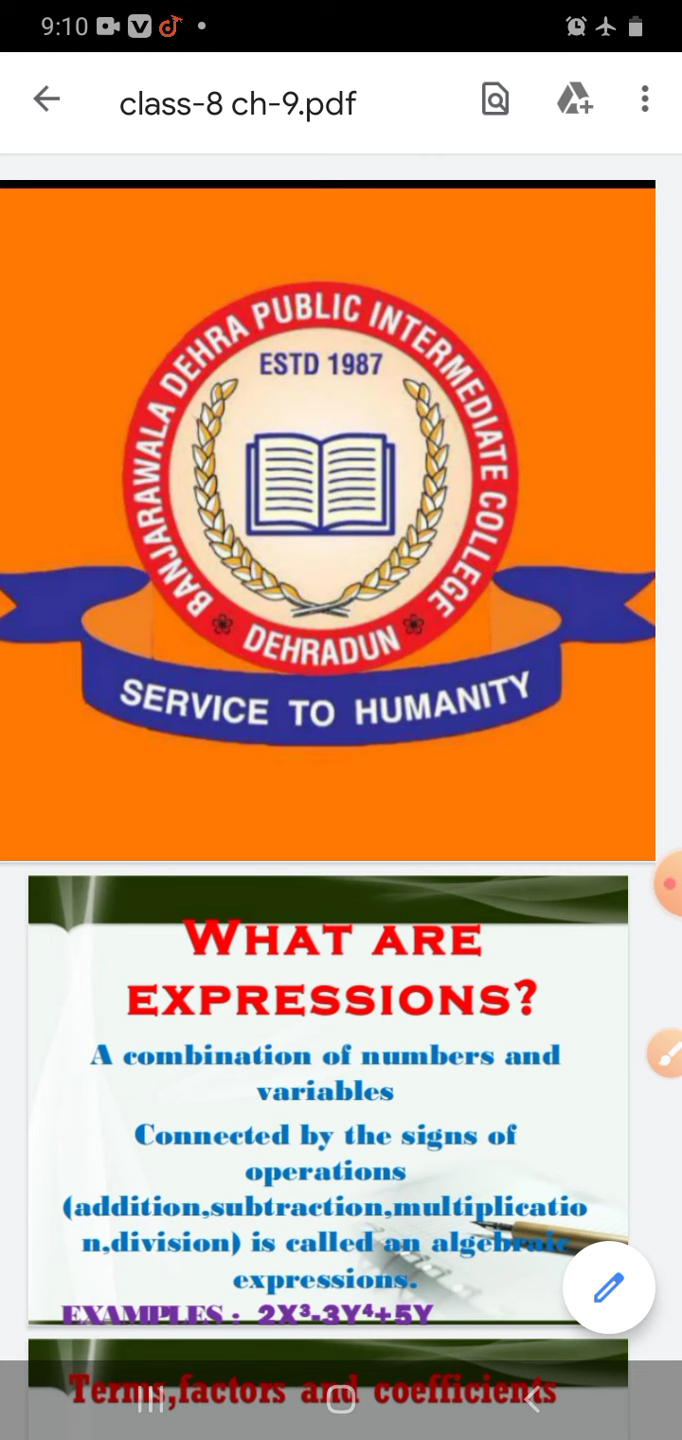 9:10
class-8 ch-9.pdf
BANJARAWALA DEHRA PUBLIC INTERMEDIATE COLLEGE
ESTD 1987
DEHRADUN
SERVICE TO HUMANITY
WHAT ARE
EXPRESSIONS?
A combination of numbers and
variables
Connected by the signs of
operations
(addition,subtraction,multiplicatio
n,division) is called an algebraic
expressions.
EXAMPLES : 2X³-3Y⁴+5Y
Terms,factors and coefficients